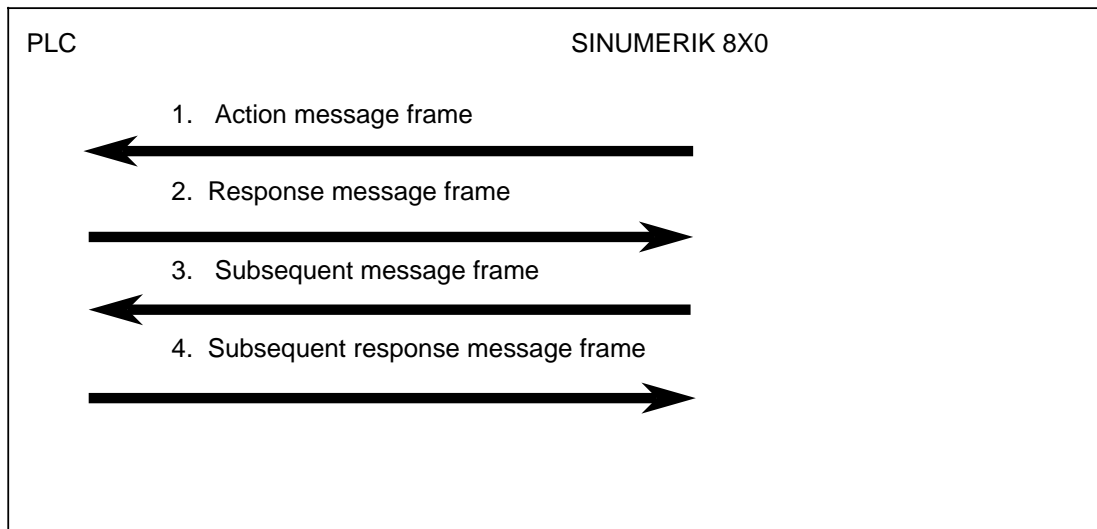 PLC SINUMERIK 8X0
1. Action message frame
2. Response message frame
3. Subsequent message frame
4. Subsequent response message frame